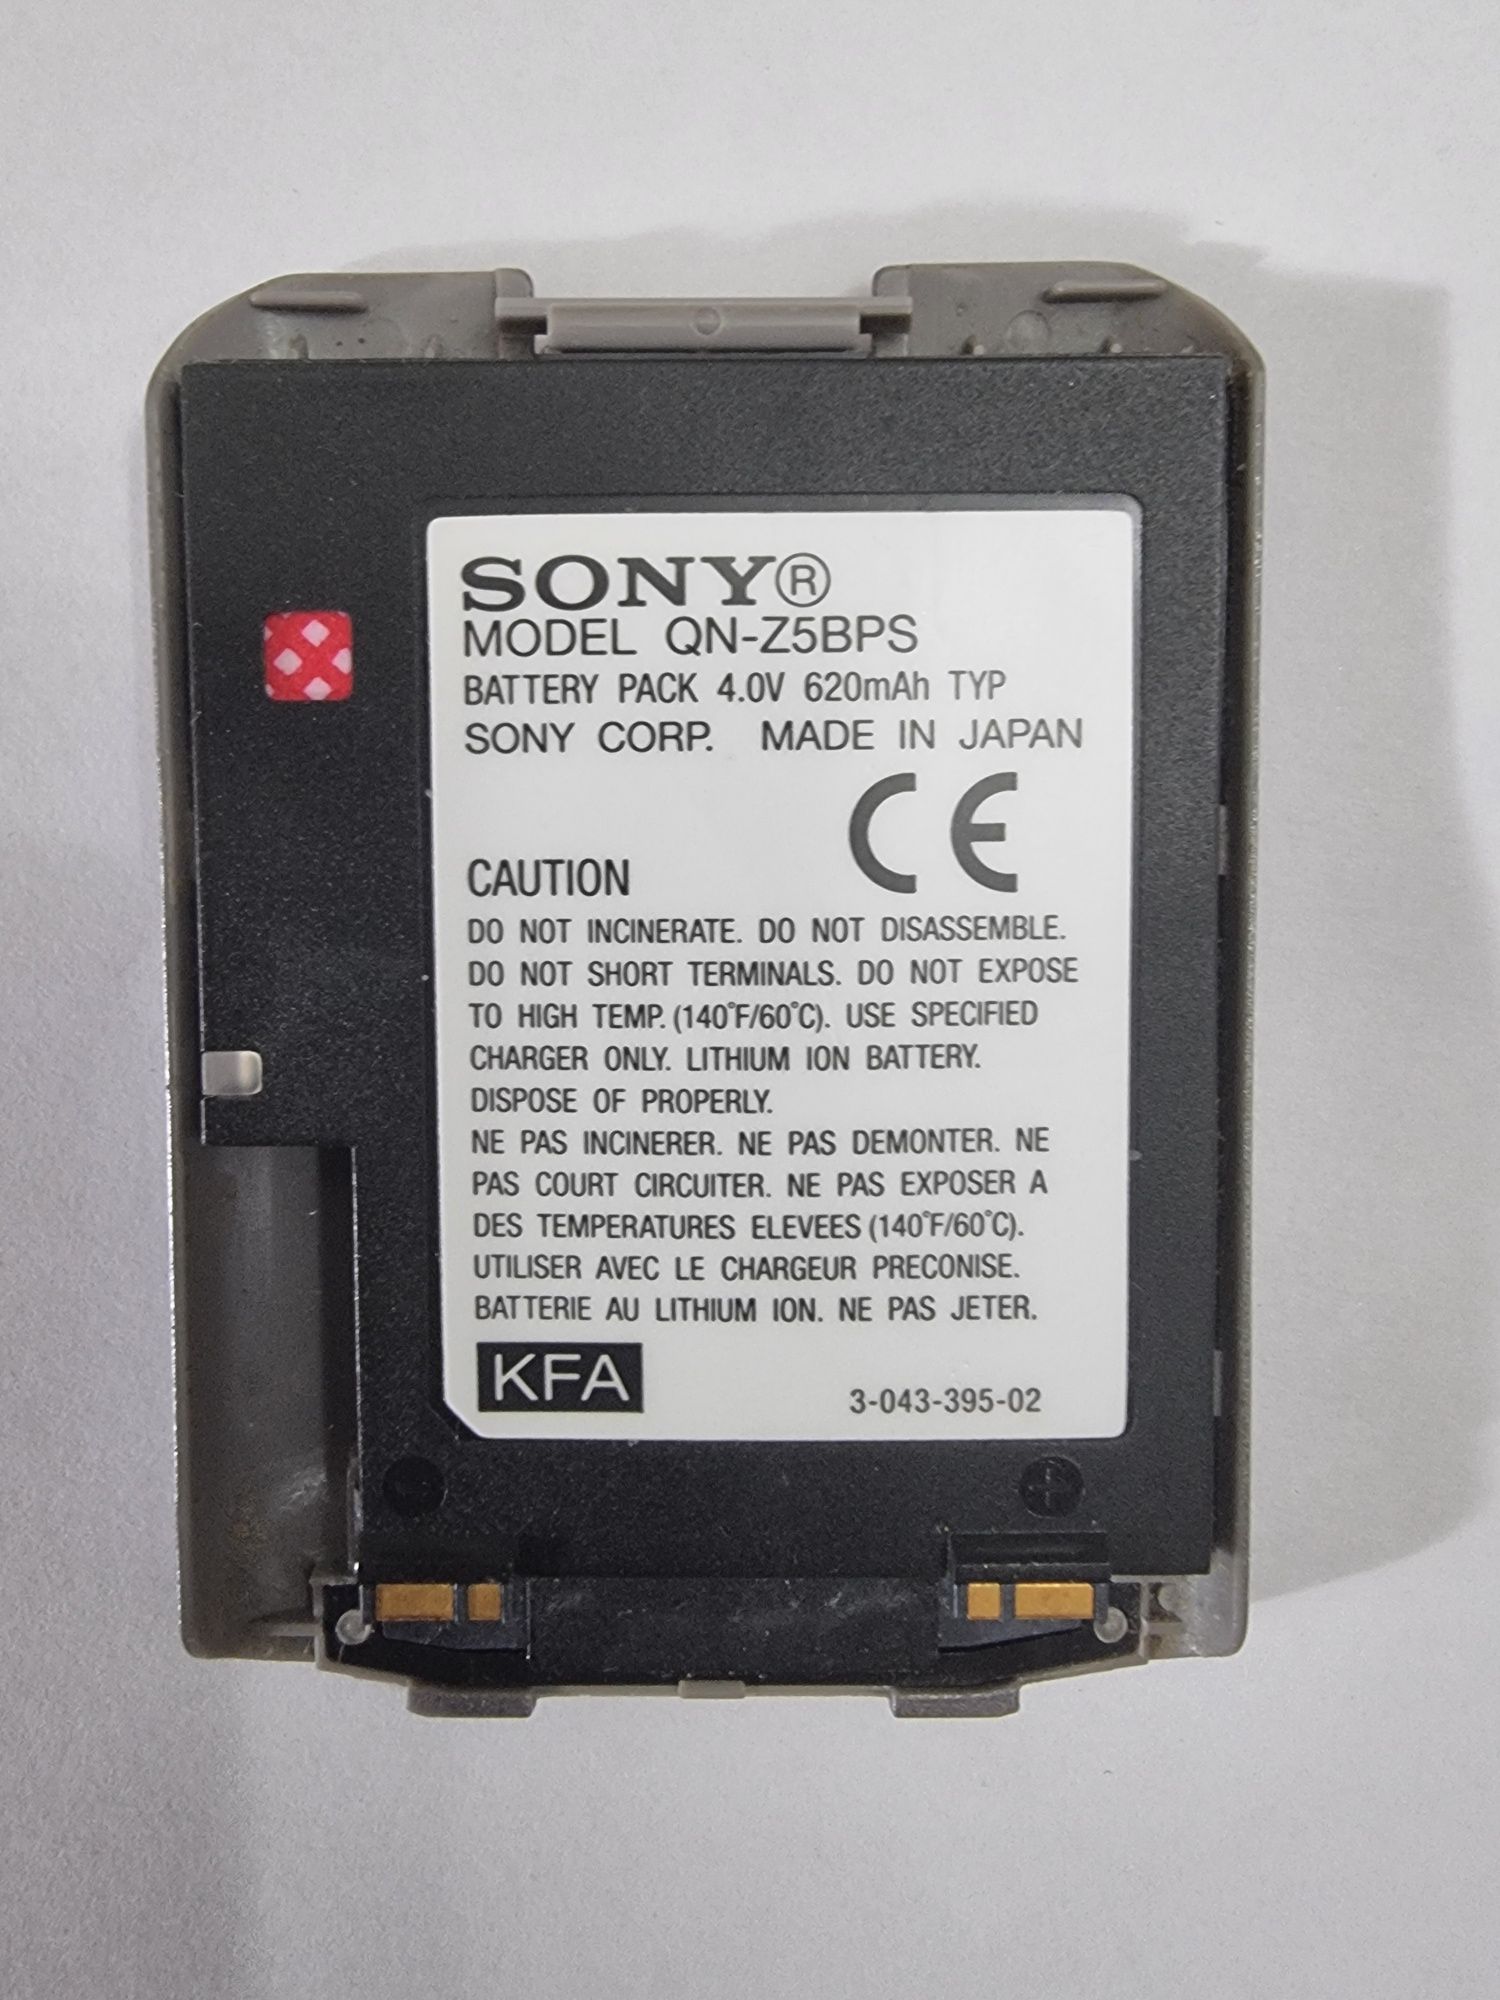 SONY®
MODEL QN-Z5BPS
BATTERY PACK 4.0V 620mAh TYP
SONY CORP. MADE IN JAPAN
CE
CAUTION
DO NOT INCINERATE. DO NOT DISASSEMBLE.
DO NOT SHORT TERMINALS. DO NOT EXPOSE
TO HIGH TEMP. (140°F/60°C). USE SPECIFIED
CHARGER ONLY. LITHIUM ION BATTERY.
DISPOSE OF PROPERLY.
NE PAS INCINERER. NE PAS DEMONTER. NE
PAS COURT CIRCUITER. NE PAS EXPOSER A
DES TEMPERATURES ELEVEES (140°F/60°C).
UTILISER AVEC LE CHARGEUR PRECONISE.
BATTERIE AU LITHIUM ION. NE PAS JETER.
KFA 3-043-395-02
- +